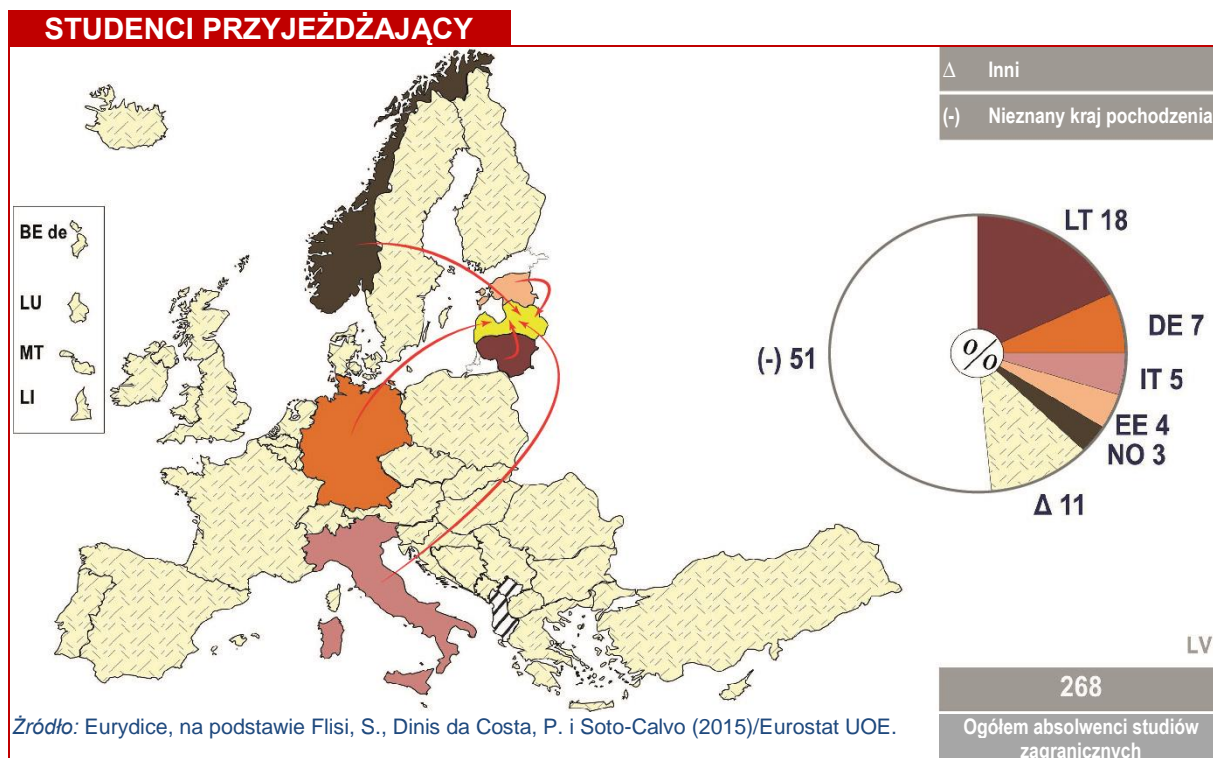 STUDENCI PRZYJEŻDŻAJĄCY
Δ Inni
(-) Nieznany kraj pochodzenia
BE de
LU
MT
LI
LT 18
DE 7
IT 5
EE 4
NO 3
Δ 11
(-) 51
%
LV
268
Ogółem absolwenci studiów
zagranicznych
Źródło: Eurydice, na podstawie Flisi, S., Dinis da Costa, P. i Soto-Calvo (2015)/Eurostat UOE.